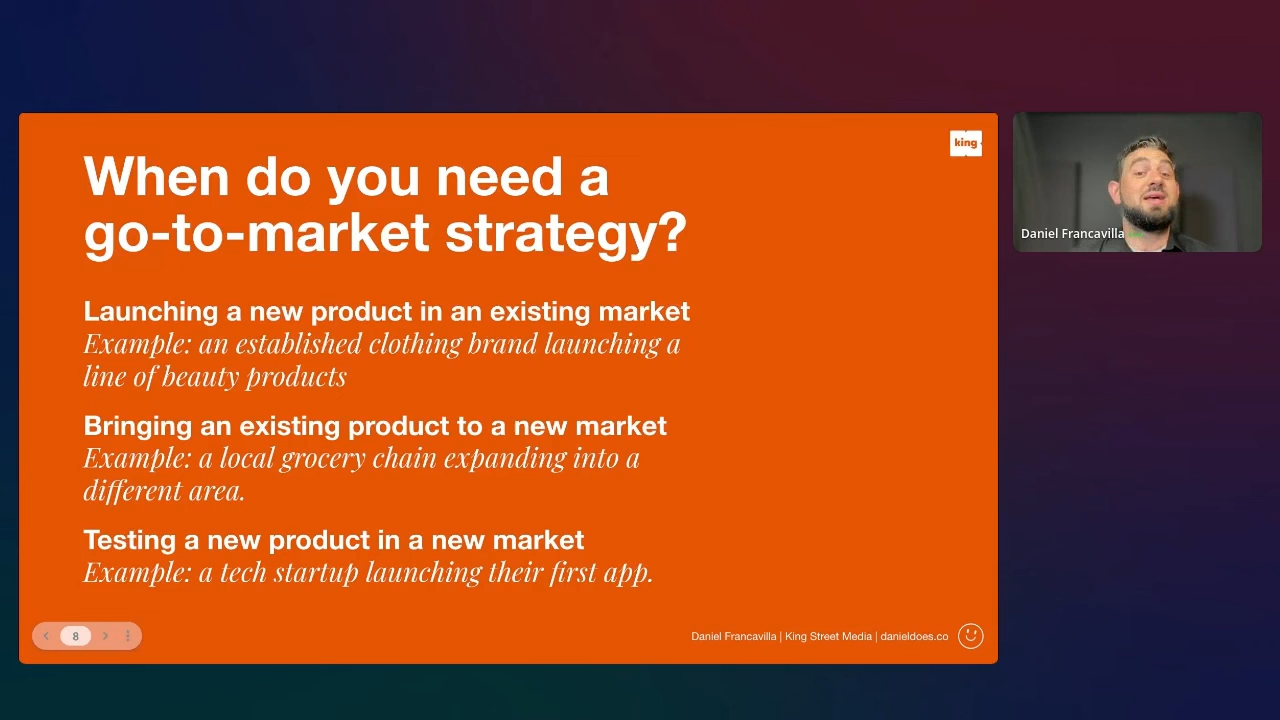 When do you need a
go-to-market strategy?
king
Launching a new product in an existing market
Example: an established clothing brand launching a
line of beauty products
Bringing an existing product to a new market
Example: a local grocery chain expanding into a
different area.
Testing a new product in a new market
Example: a tech startup launching their first app.
8
Daniel Francavilla | King Street Media | danieldoes.co
Daniel Francavilla